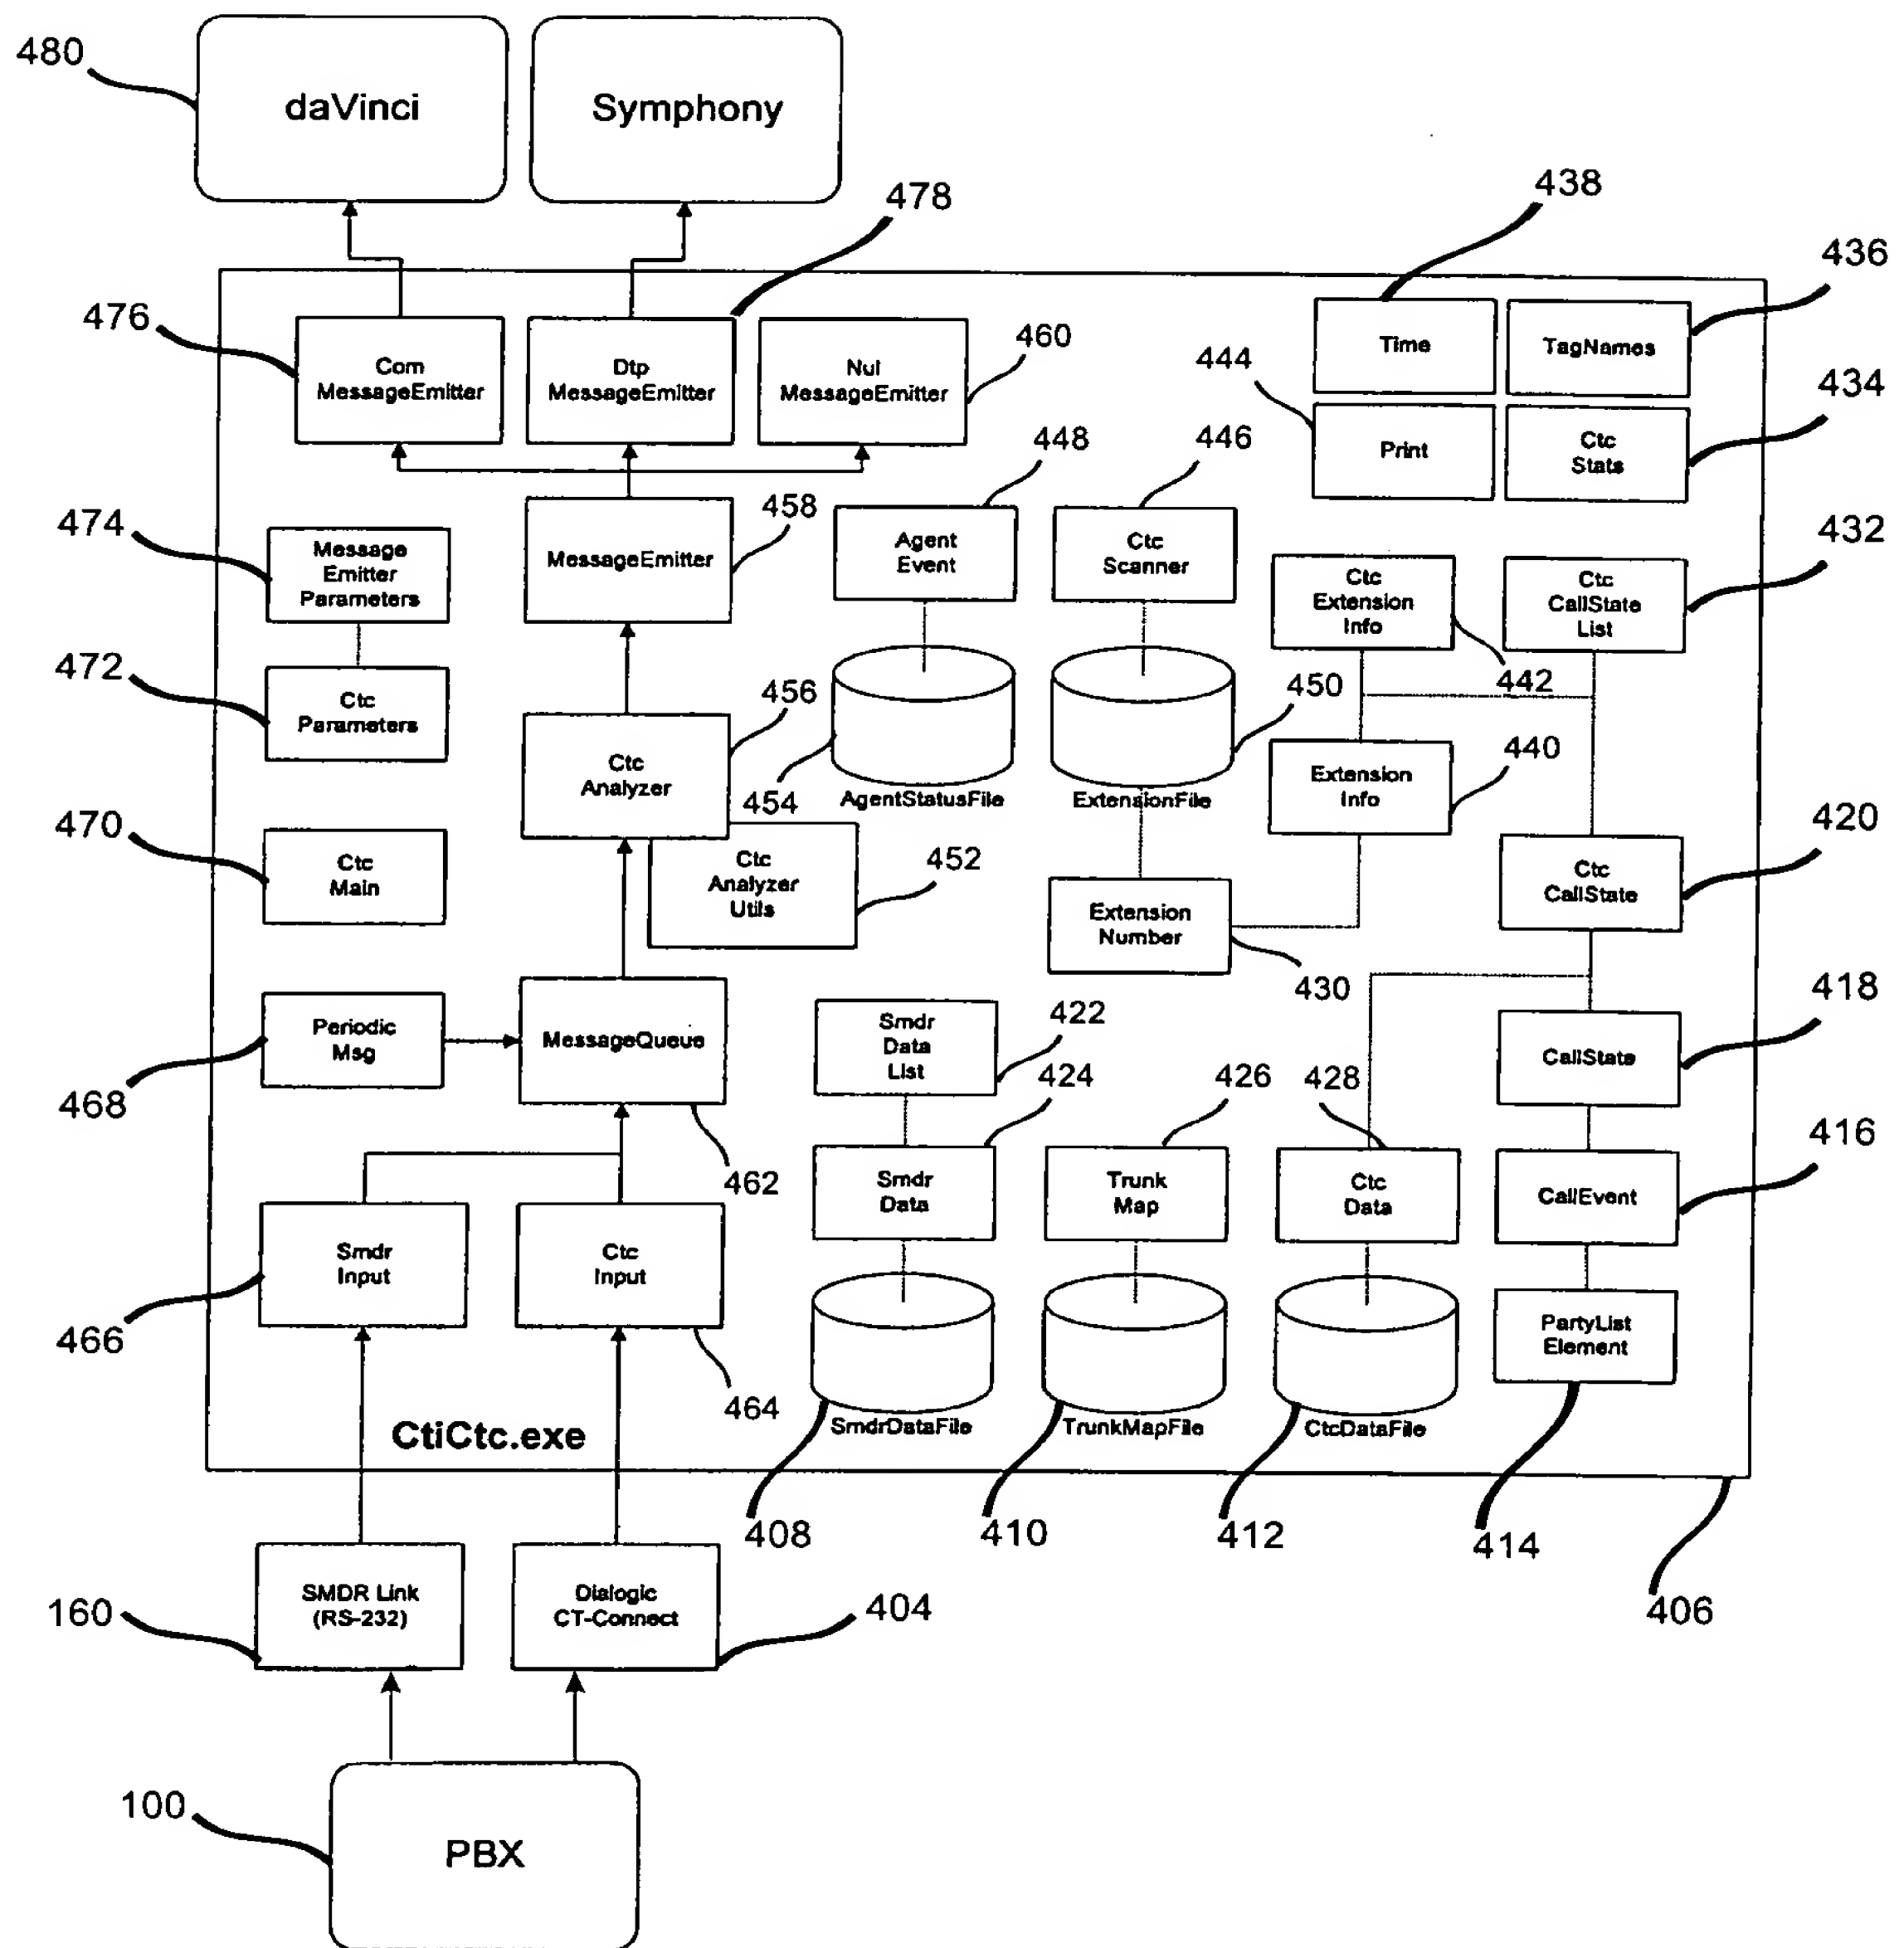 480
daVinci
Symphony
478
438
436
476
Com
MessageEmitter
Dtp
MessageEmitter
Nul
MessageEmitter
460
Time
TagNames
444
434
Print
Ctc
Stats
448
446
474
Message
Emitter
Parameters
MessageEmitter
458
Agent
Event
Ctc
Scanner
Ctc
Extension
Info
Ctc
CallState
List
432
472
Ctc
Parameters
442
456
450
Ctc
Analyzer
454
AgentStatusFile
ExtensionFile
Extension
Info
440
470
Ctc
Main
Ctc
Analyzer
Utils
452
Extension
Number
430
Ctc
CallState
420
468
Periodic
Msg
MessageQueue
462
Smdr
Data
List
422
424
426
428
CallState
418
Smdr
Data
Trunk
Map
Ctc
Data
CallEvent
416
466
Smdr
Input
Ctc
Input
464
PartyList
Element
CtiCtc.exe
SmdrDataFile
TrunkMapFile
CtcDataFile
408
410
412
414
406
160
SMDR Link
(RS-232)
Dialogic
CT-Connect
404
100
PBX